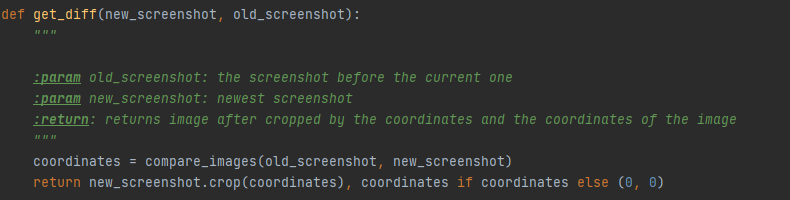 def get_diff(new_screenshot, old_screenshot):
    """

    :param old_screenshot: the screenshot before the current one
    :param new_screenshot: newest screenshot
    :return: returns image after cropped by the coordinates and the coordinates of the image
    """
    coordinates = compare_images(old_screenshot, new_screenshot)
    return new_screenshot.crop(coordinates), coordinates if coordinates else (0, 0)